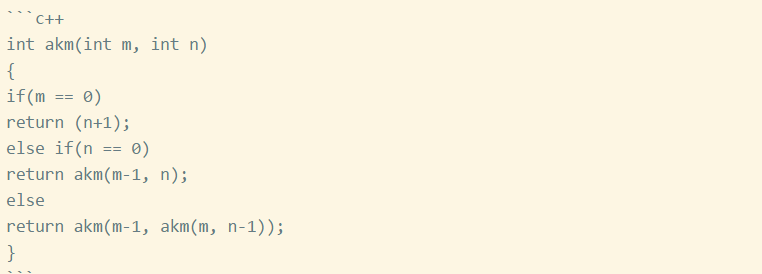 ```c++
int akm(int m, int n)
{
if(m == 0)
return (n+1);
else if(n == 0)
return akm(m-1, n);
else
return akm(m-1, akm(m, n-1));
}
```